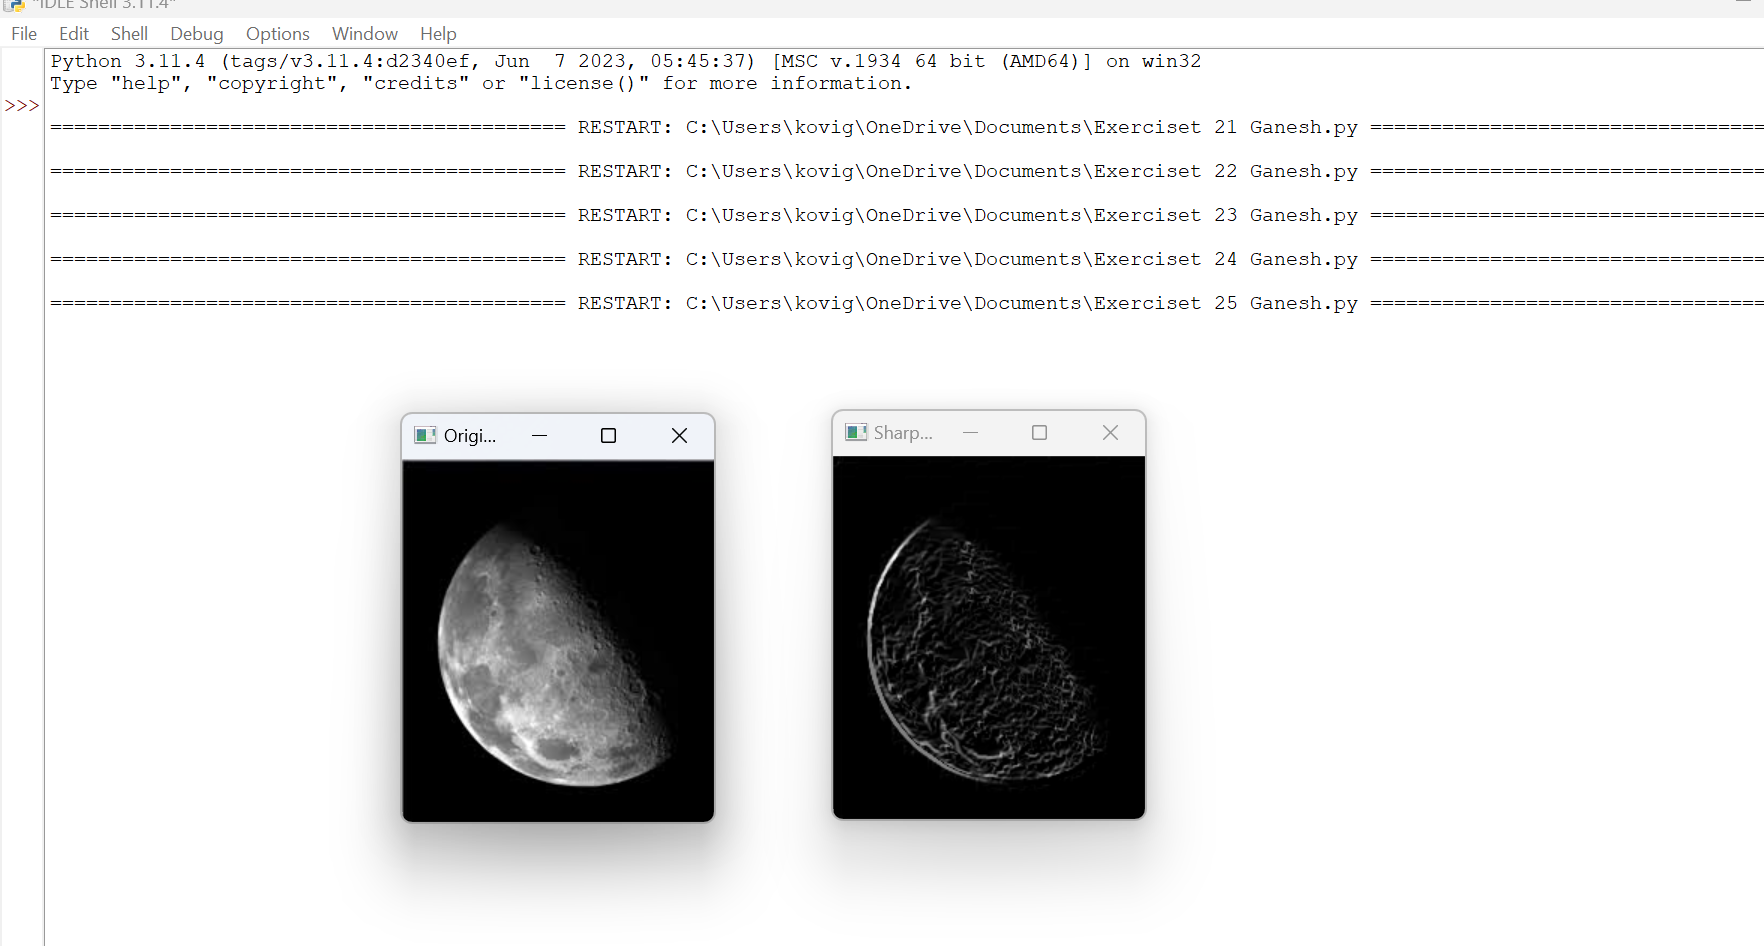 *IDLE Shell 3.11.4*
File Edit Shell Debug Options Window Help
Python 3.11.4 (tags/v3.11.4:d2340ef, Jun  7 2023, 05:45:37) [MSC v.1934 64 bit (AMD64)] on win32
Type "help", "copyright", "credits" or "license()" for more information.
>>>
=========================================== RESTART: C:\Users\kovig\OneDrive\Documents\Exerciset 21 Ganesh.py =================================
=========================================== RESTART: C:\Users\kovig\OneDrive\Documents\Exerciset 22 Ganesh.py =================================
=========================================== RESTART: C:\Users\kovig\OneDrive\Documents\Exerciset 23 Ganesh.py =================================
=========================================== RESTART: C:\Users\kovig\OneDrive\Documents\Exerciset 24 Ganesh.py =================================
=========================================== RESTART: C:\Users\kovig\OneDrive\Documents\Exerciset 25 Ganesh.py =================================
Origi...
Sharp...